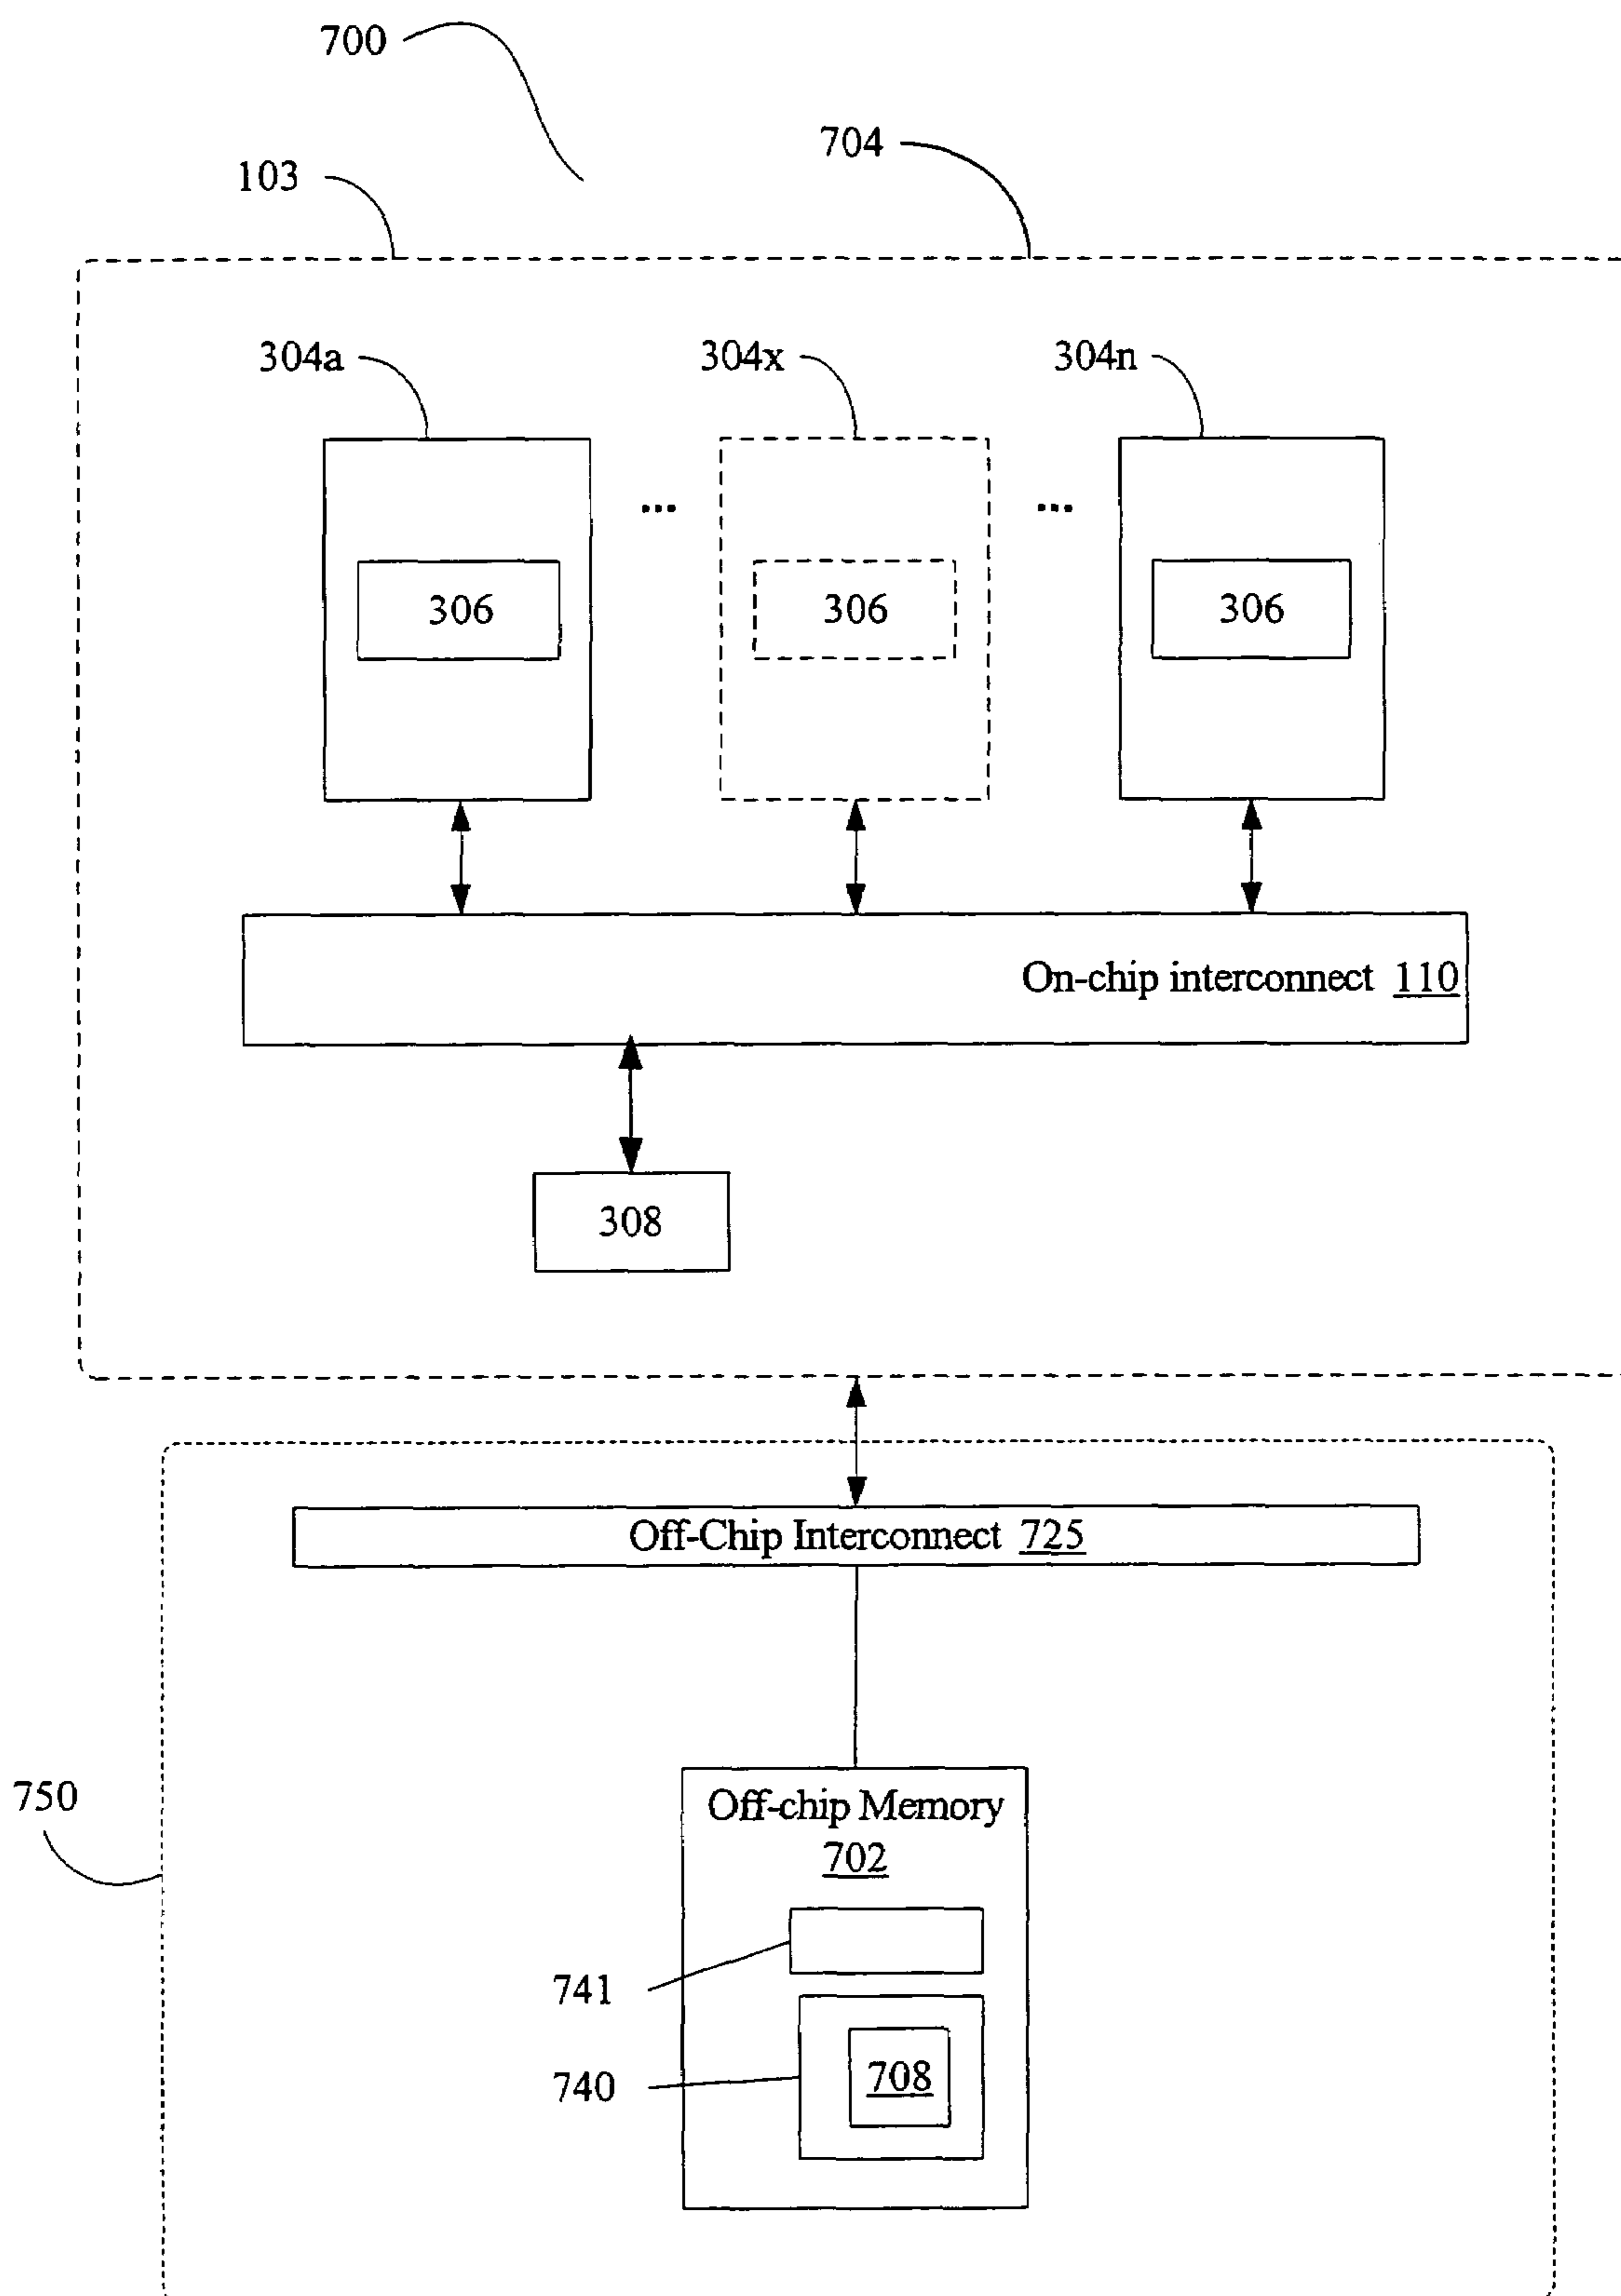 700
704
103
304a
304x
304n
...
...
306
306
306
On-chip interconnect 110
308
Off-Chip Interconnect 725
750
Off-chip Memory
702
741
740
708